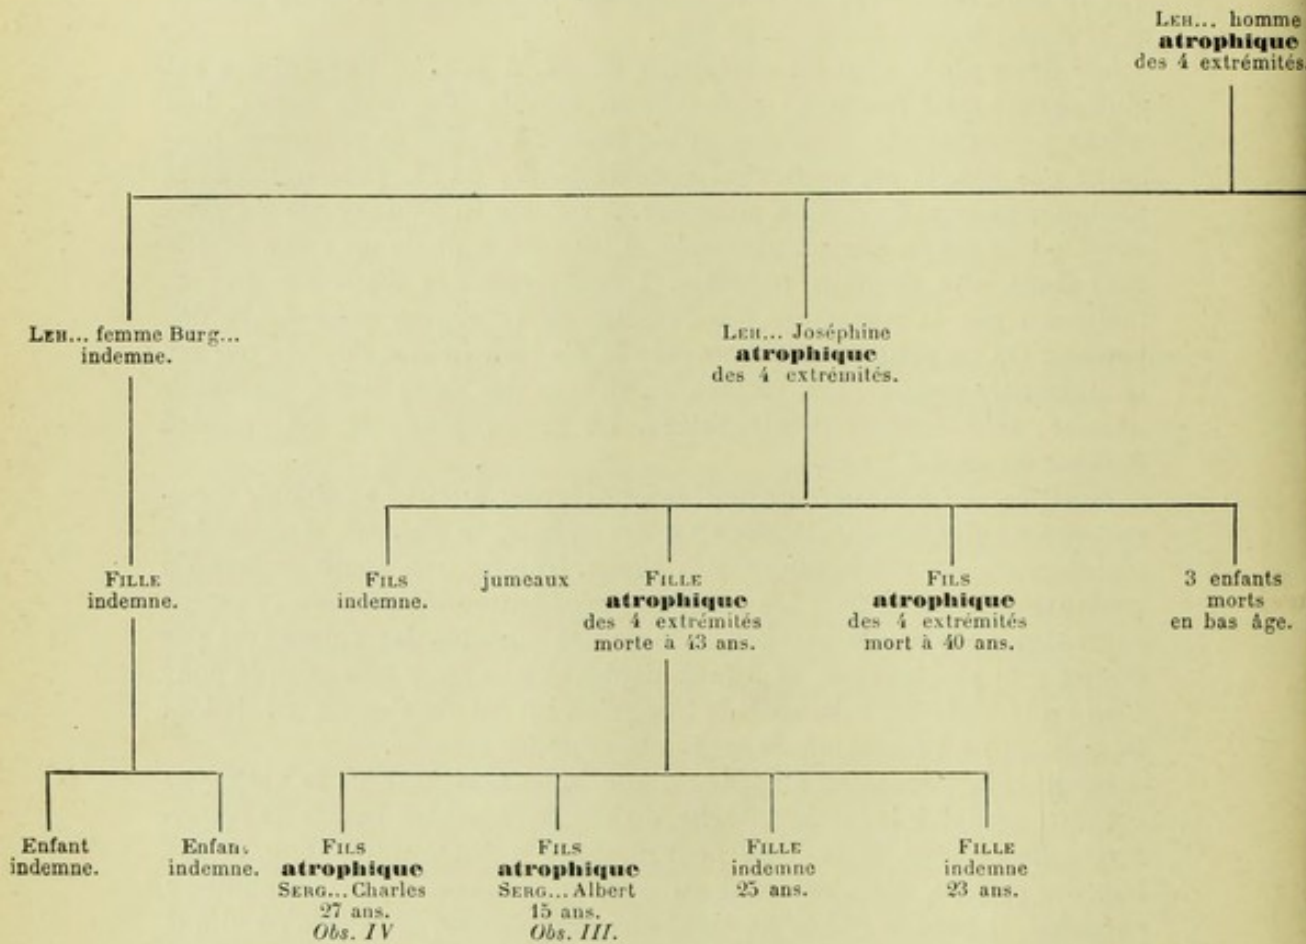 LEH... homme
atrophique
des 4 extrémités.
LEH... femme Burg...
indemne.
LEH... Joséphine
atrophique
des 4 extrémités.
FILLE
indemne.
FILS
indemne.
jumeaux
FILLE
atrophique
des 4 extrémités
morte à 43 ans.
FILS
atrophique
des 4 extrémités
mort à 40 ans.
3 enfants
morts
en bas âge.
Enfant
indemne.
Enfan.
indemne.
FILS
atrophique
SERG... Charles
27 ans.
Obs. IV
FILS
atrophique
SERG... Albert
15 ans.
Obs. III.
FILLE
indemne
25 ans.
FILLE
indemne
23 ans.